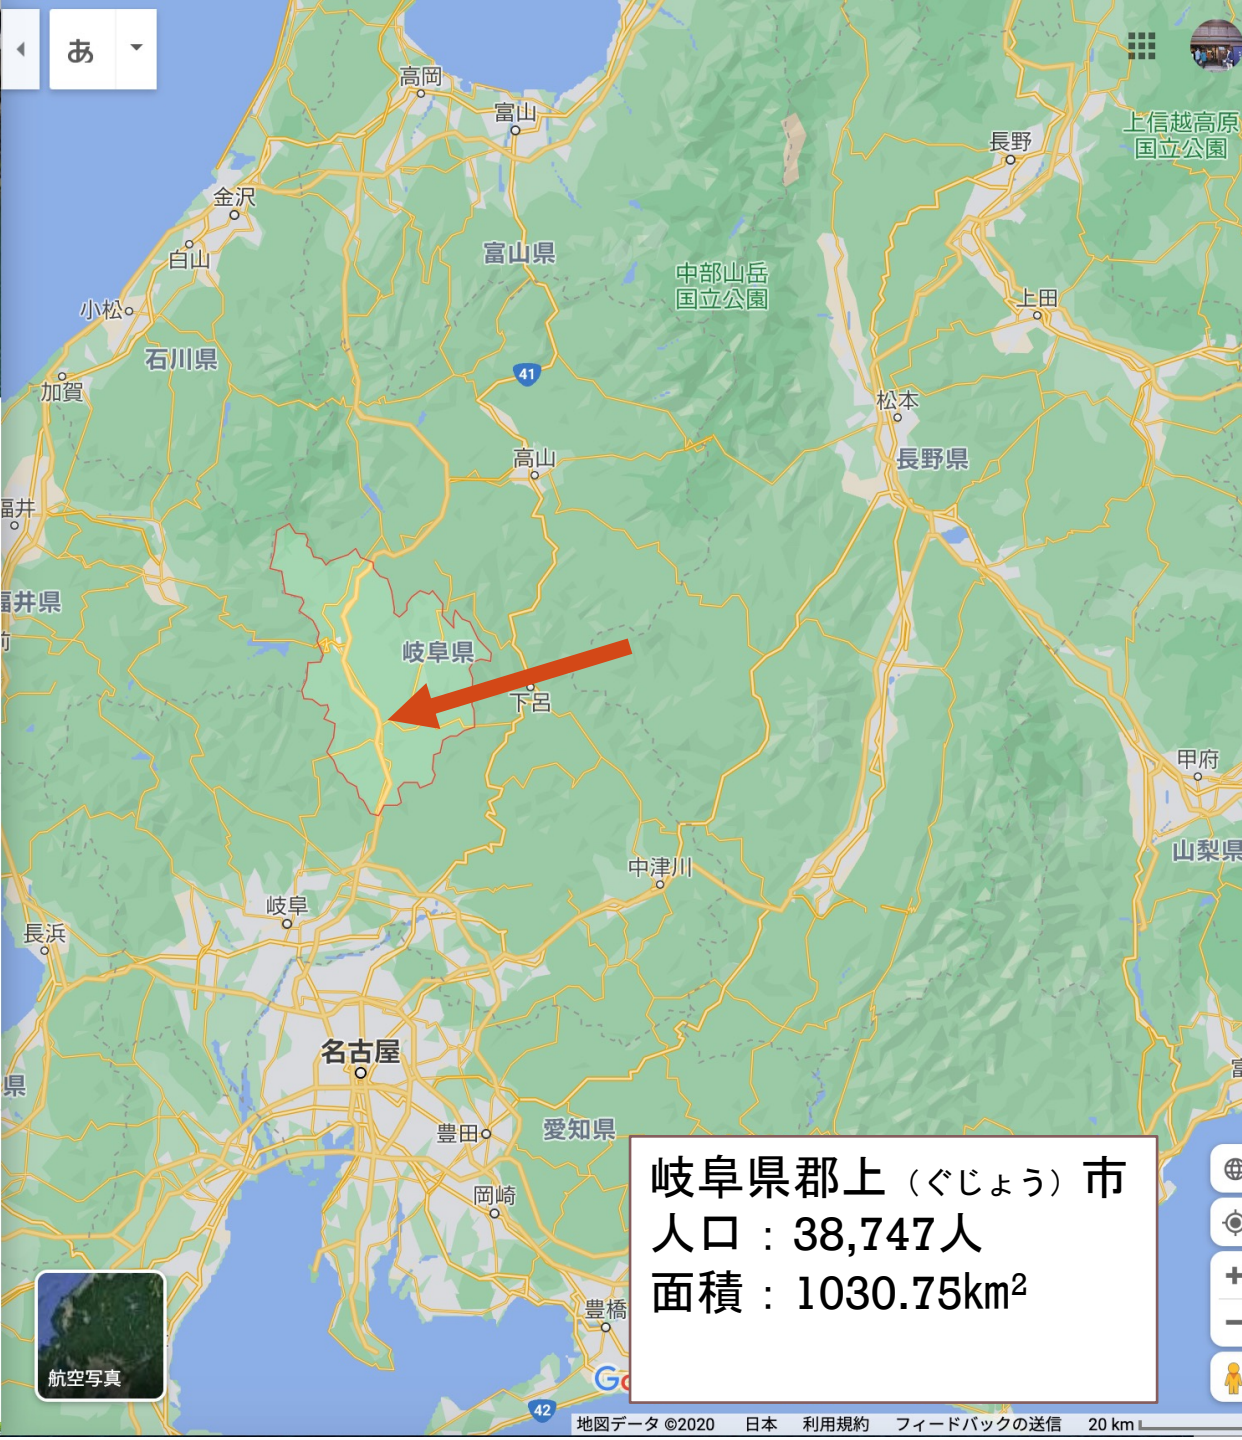 あ
高岡
富山
長野
上信越高原
国立公園
金沢
白山
富山県
中部山岳
国立公園
小松
上田
石川県
加賀
41
松本
高山
長野県
福井
福井県
前
岐阜県
下呂
甲府
山梨県
中津川
岐阜
長浜
名古屋
県
富
豊田
愛知県
岡崎
豊橋
岐阜県郡上（ぐじょう）市
人口：38,747人
面積：1030.75km²
航空写真
Go
42
地図データ ©2020 日本 利用規約 フィードバックの送信 20 km